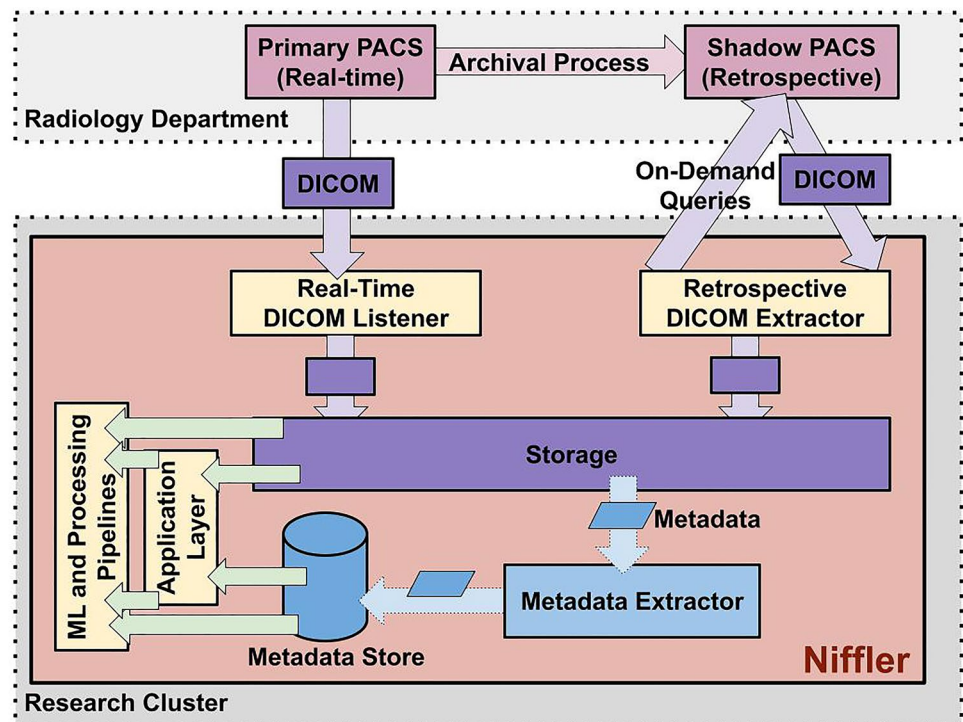 Primary PACS
(Real-time)
Archival Process
Shadow PACS
(Retrospective)
Radiology Department
DICOM
On-Demand
Queries
DICOM
Real-Time
DICOM Listener
Retrospective
DICOM Extractor
Storage
ML and Processing
Pipelines
Application
Layer
Metadata
Metadata Extractor
Metadata Store
Niffler
Research Cluster